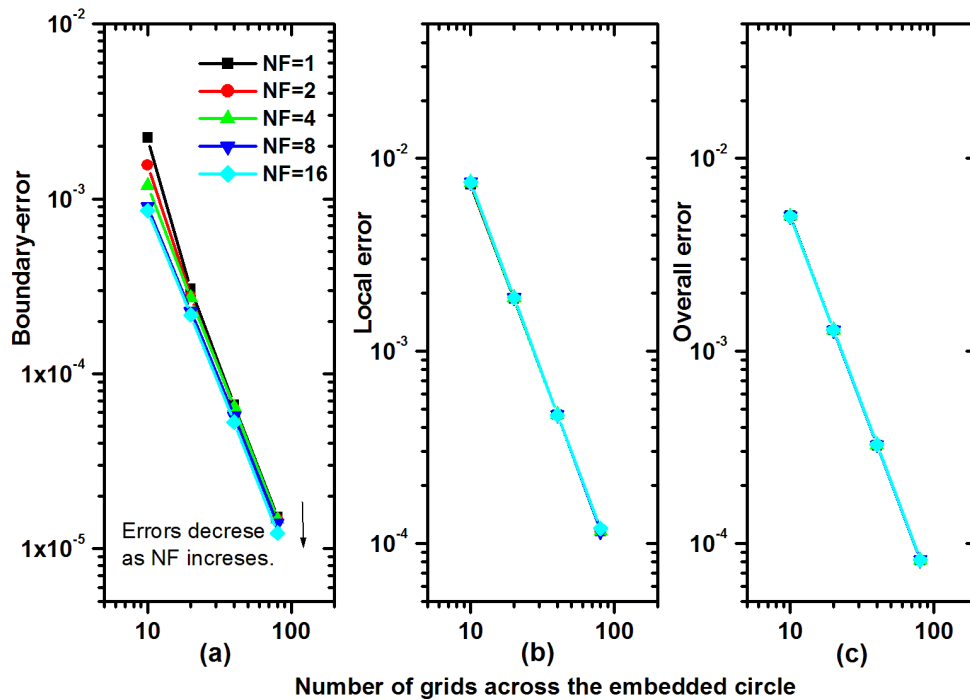 10-2
10-3
1x10-4
1x10-5
Boundary-error
NF=1
NF=2
NF=4
NF=8
NF=16
Errors decrese
as NF increses.
10
100
(a)
10-2
10-3
10-4
Local error
10
100
(b)
10-2
10-3
10-4
Overall error
10
100
(c)
Number of grids across the embedded circle